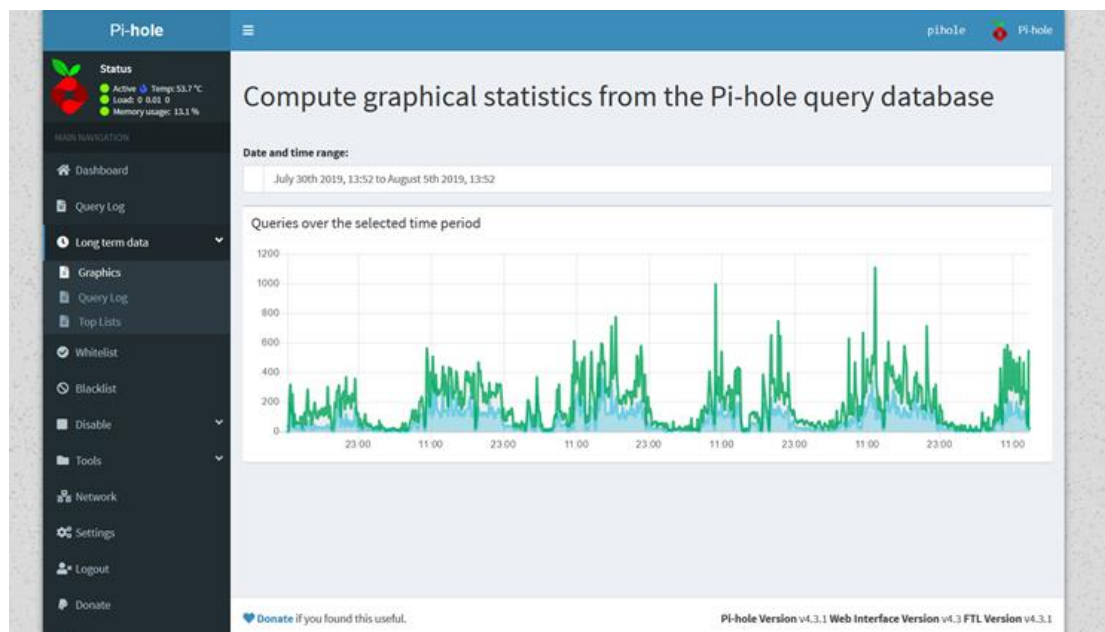 Pi-hole
pihole
Pi-hole
Status
Active Temp: 53.7 °C
Load: 0 0.01 0
Memory usage: 13.1 %
MAIN NAVIGATION
Dashboard
Query Log
Long term data
Graphics
Query Log
Top Lists
Whitelist
Blacklist
Disable
Tools
Network
Settings
Logout
Donate
Compute graphical statistics from the Pi-hole query database
Date and time range:
July 30th 2019, 13:52 to August 5th 2019, 13:52
Queries over the selected time period
1200
1000
800
600
400
200
0
23:00 11:00 23:00 11:00 23:00 11:00 23:00 11:00 23:00 11:00
Donate if you found this useful.
Pi-hole Version v4.3.1 Web Interface Version v4.3 FTL Version v4.3.1